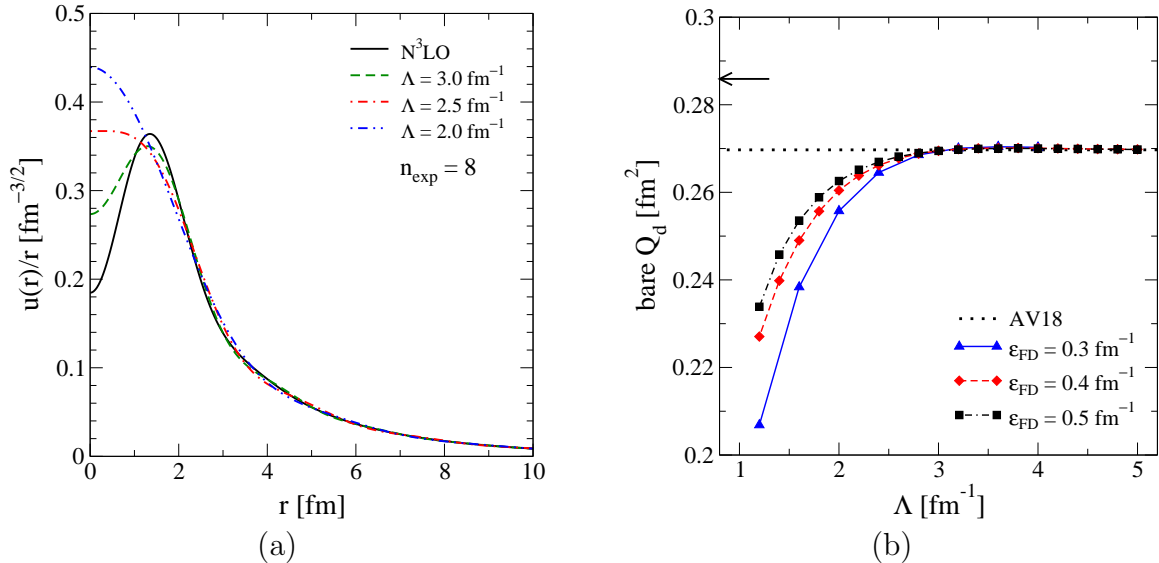 0.5
0.4
0.3
0.2
0.1
0
u(r)/r [fm⁻³/²]
N³LO
Λ = 3.0 fm⁻¹
Λ = 2.5 fm⁻¹
Λ = 2.0 fm⁻¹
n_exp = 8
0 2 4 6 8 10
r [fm]
(a)
0.3
0.28
0.26
0.24
0.22
0.2
bare Q_d [fm²]
AV18
ε_FD = 0.3 fm⁻¹
ε_FD = 0.4 fm⁻¹
ε_FD = 0.5 fm⁻¹
1 2 3 4 5
Λ [fm⁻¹]
(b)